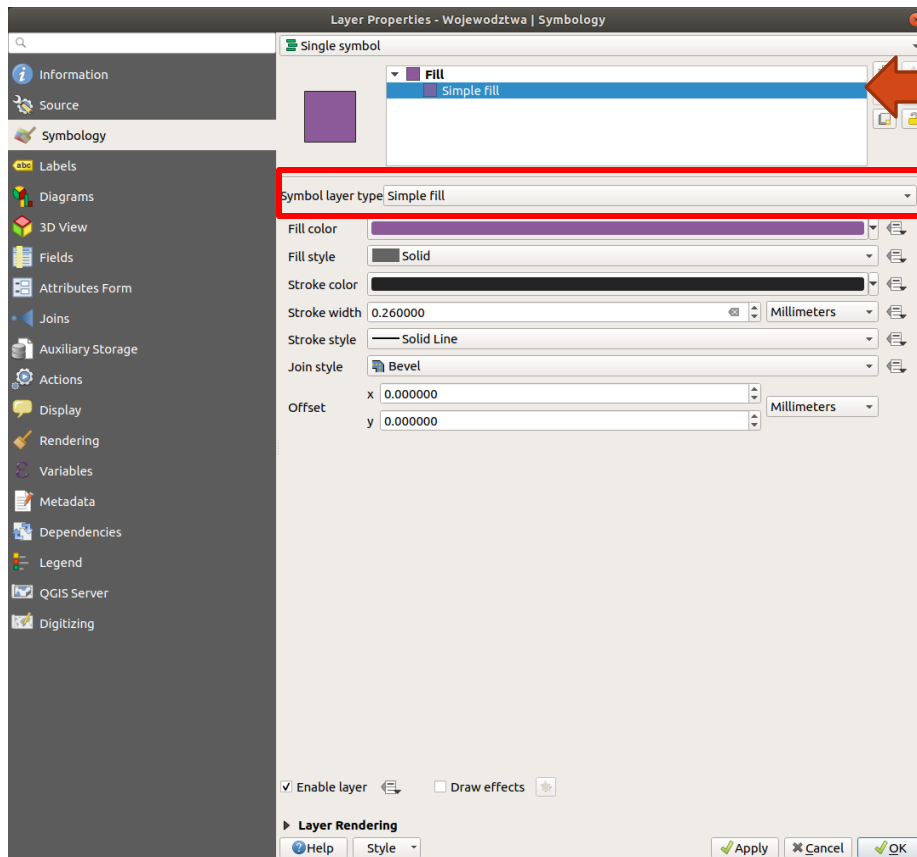 Layer Properties - Wojewodztwa | Symbology
Single symbol
Information
Source
Symbology
abc Labels
Diagrams
3D View
Fields
Attributes Form
Joins
Auxiliary Storage
Actions
Display
Rendering
Variables
Metadata
Dependencies
Legend
QGIS Server
Digitizing
Fill
Simple fill
Symbol layer type Simple fill
Fill color
Fill style Solid
Stroke color
Stroke width 0.260000 Millimeters
Stroke style Solid Line
Join style Bevel
Offset
x 0.000000 Millimeters
y 0.000000
Enable layer Draw effects
Layer Rendering
Help Style Apply Cancel OK